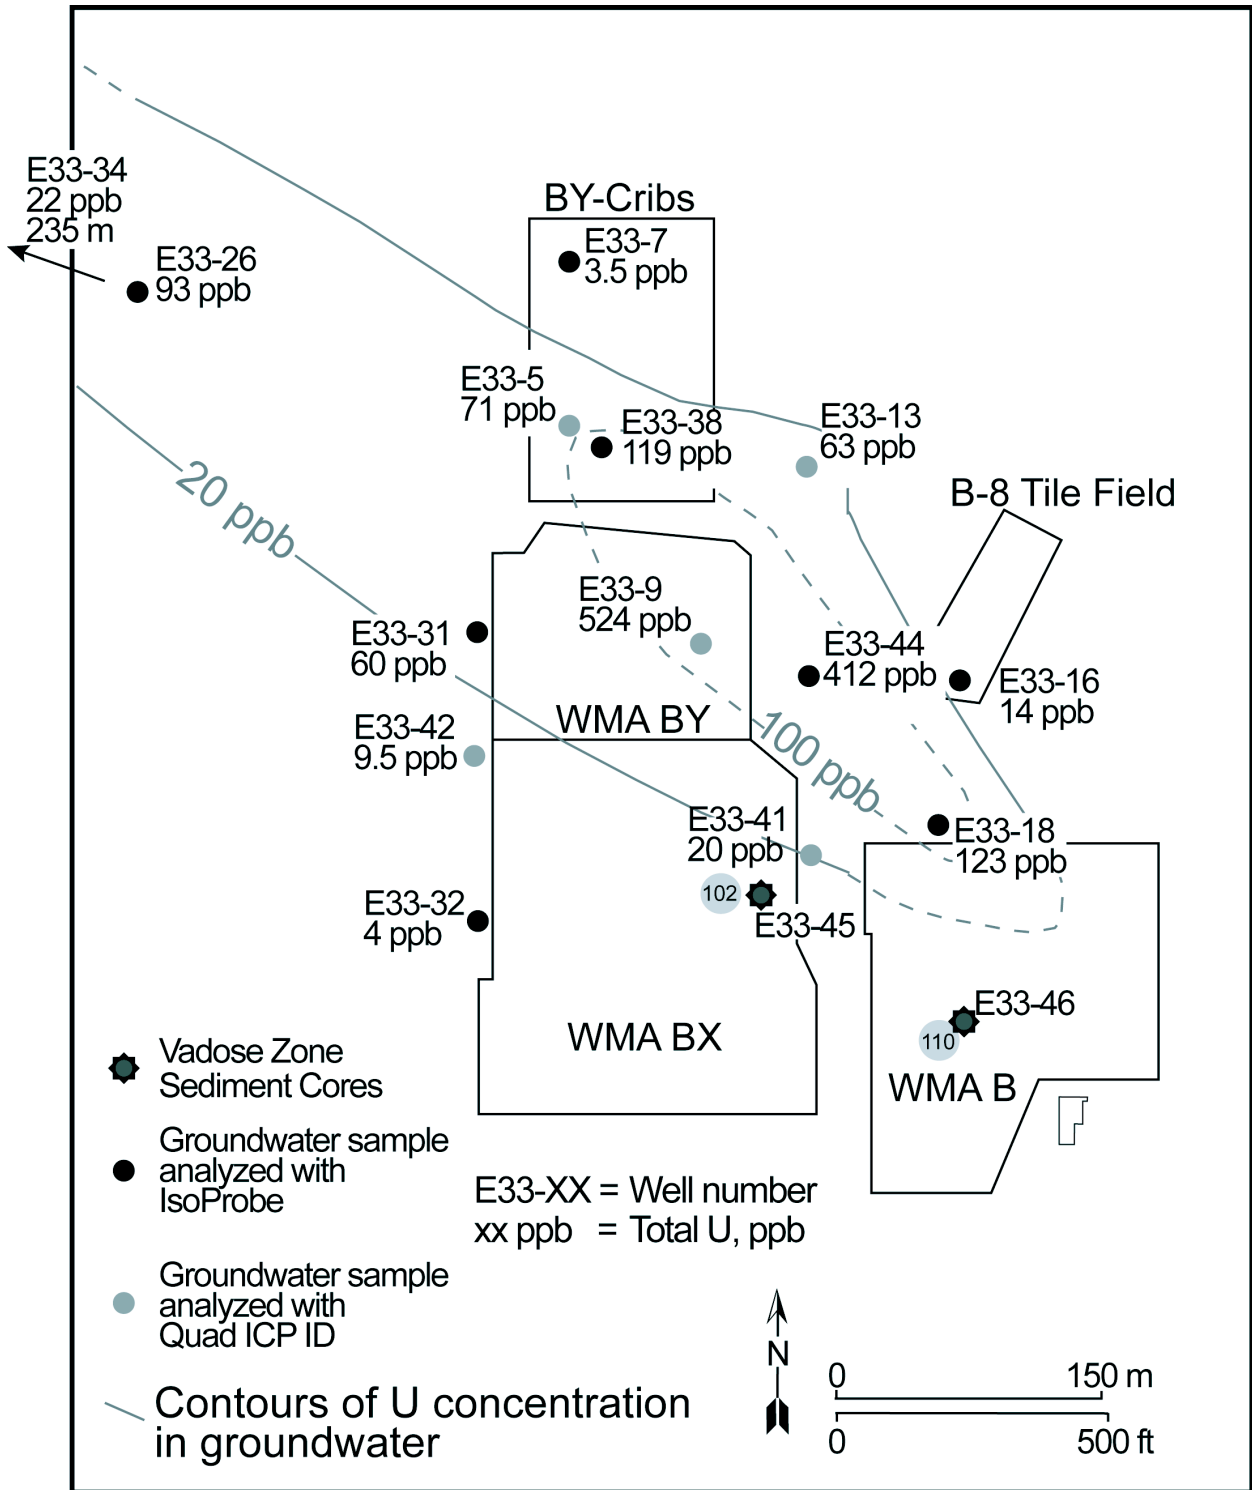 E33-34
22 ppb
235 m
E33-26
93 ppb
BY-Cribs
E33-7
3.5 ppb
E33-5
71 ppb
E33-38
119 ppb
E33-13
63 ppb
B-8 Tile Field
20 ppb
E33-9
524 ppb
E33-31
60 ppb
E33-44
412 ppb
E33-16
14 ppb
WMA BY
E33-42
9.5 ppb
100 ppb
E33-41
20 ppb
E33-18
123 ppb
102
E33-45
E33-32
4 ppb
E33-46
110
WMA BX
WMA B
Vadose Zone
Sediment Cores
Groundwater sample
analyzed with
IsoProbe
E33-XX = Well number
xx ppb = Total U, ppb
Groundwater sample
analyzed with
Quad ICP ID
N
0 150 m
0 500 ft
Contours of U concentration
in groundwater